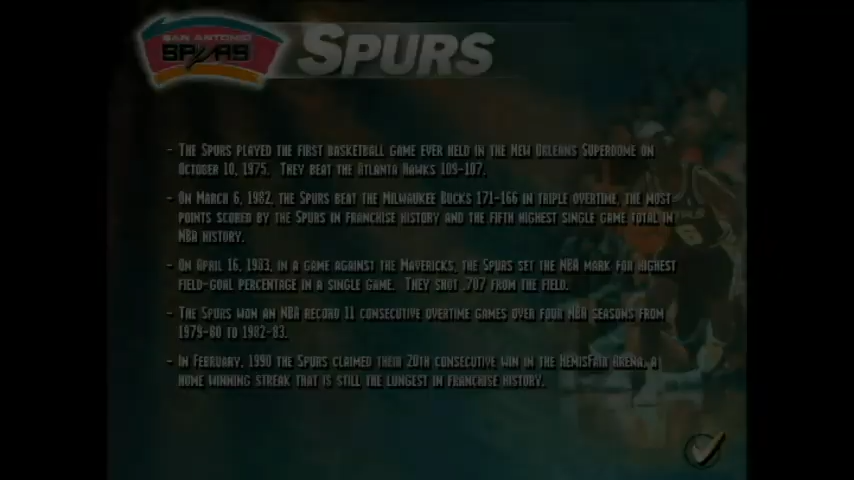 SAN ANTONIO
SPURS
SPURS
- THE SPURS PLAYED THE FIRST BASKETBALL GAME EVER HELD IN THE NEW ORLEANS SUPERDOME ON
OCTOBER 10, 1975. THEY BEAT THE ATLANTA HAWKS 109-107.
- ON MARCH 6, 1982, THE SPURS BEAT THE MILWAUKEE BUCKS 171-166 IN TRIPLE OVERTIME, THE MOST
POINTS SCORED BY THE SPURS IN FRANCHISE HISTORY AND THE FIFTH HIGHEST SINGLE GAME TOTAL IN
NBA HISTORY.
- ON APRIL 16, 1983, IN A GAME AGAINST THE MAVERICKS, THE SPURS SET THE NBA MARK FOR HIGHEST
FIELD-GOAL PERCENTAGE IN A SINGLE GAME. THEY SHOT .707 FROM THE FIELD.
- THE SPURS WON AN NBA RECORD 11 CONSECUTIVE OVERTIME GAMES OVER FOUR NBA SEASONS FROM
1979-80 TO 1982-83.
- IN FEBRUARY, 1990 THE SPURS CLAIMED THEIR 20TH CONSECUTIVE WIN IN THE HEMISFAIR ARENA, A
HOME WINNING STREAK THAT IS STILL THE LONGEST IN FRANCHISE HISTORY.